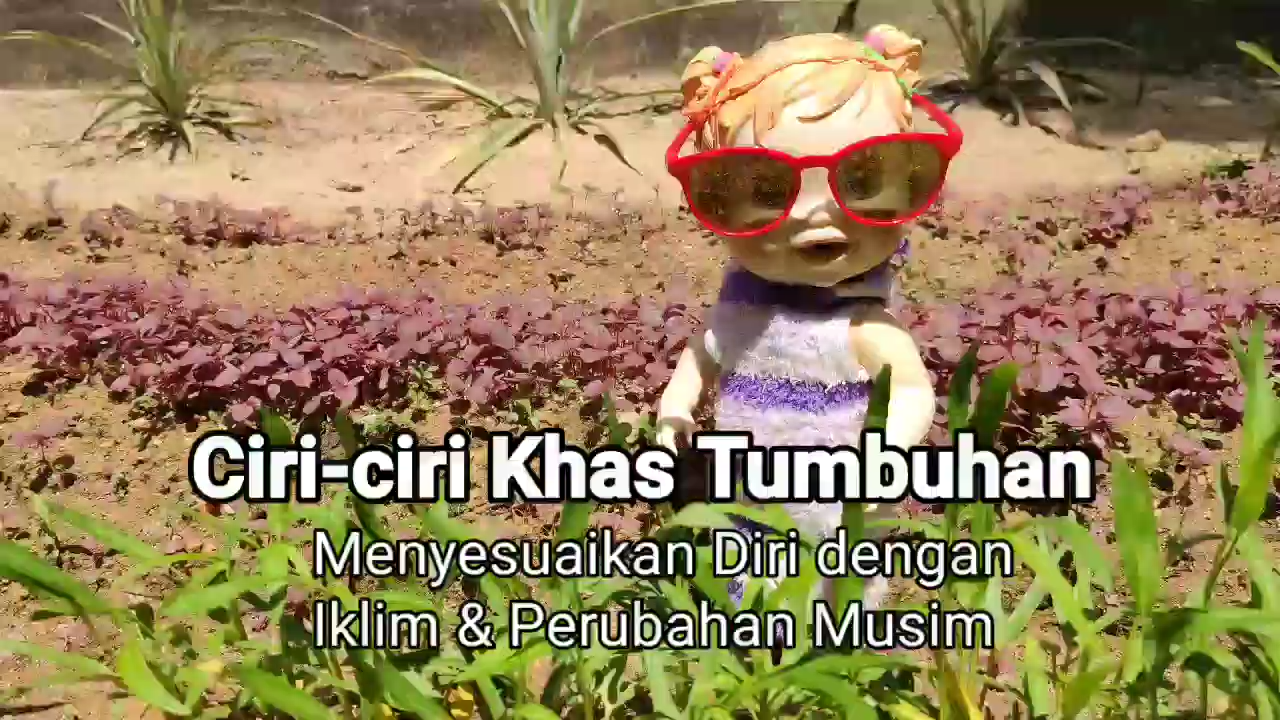 Ciri-ciri Khas Tumbuhan
Menyesuaikan Diri dengan
Iklim & Perubahan Musim